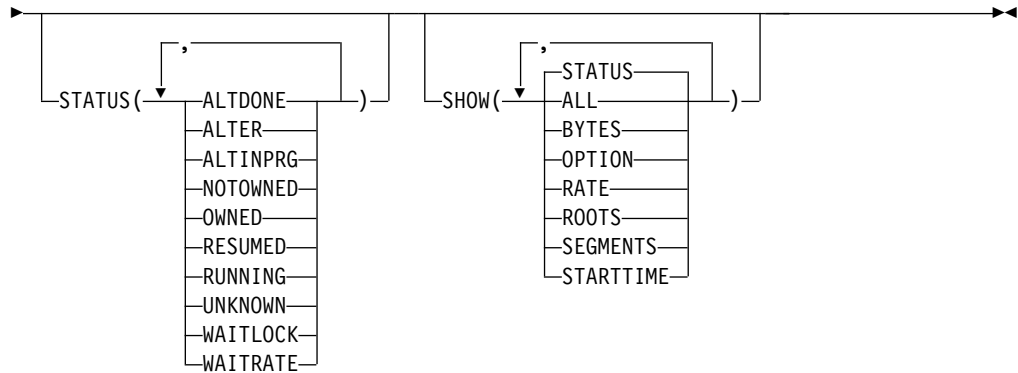 , ,
STATUS
STATUS( ALTDONE ) SHOW( ALL )
ALTER BYTES
ALTINPRG OPTION
NOTOWNED RATE
OWNED ROOTS
RESUMED SEGMENTS
RUNNING STARTTIME
UNKNOWN
WAITLOCK
WAITRATE